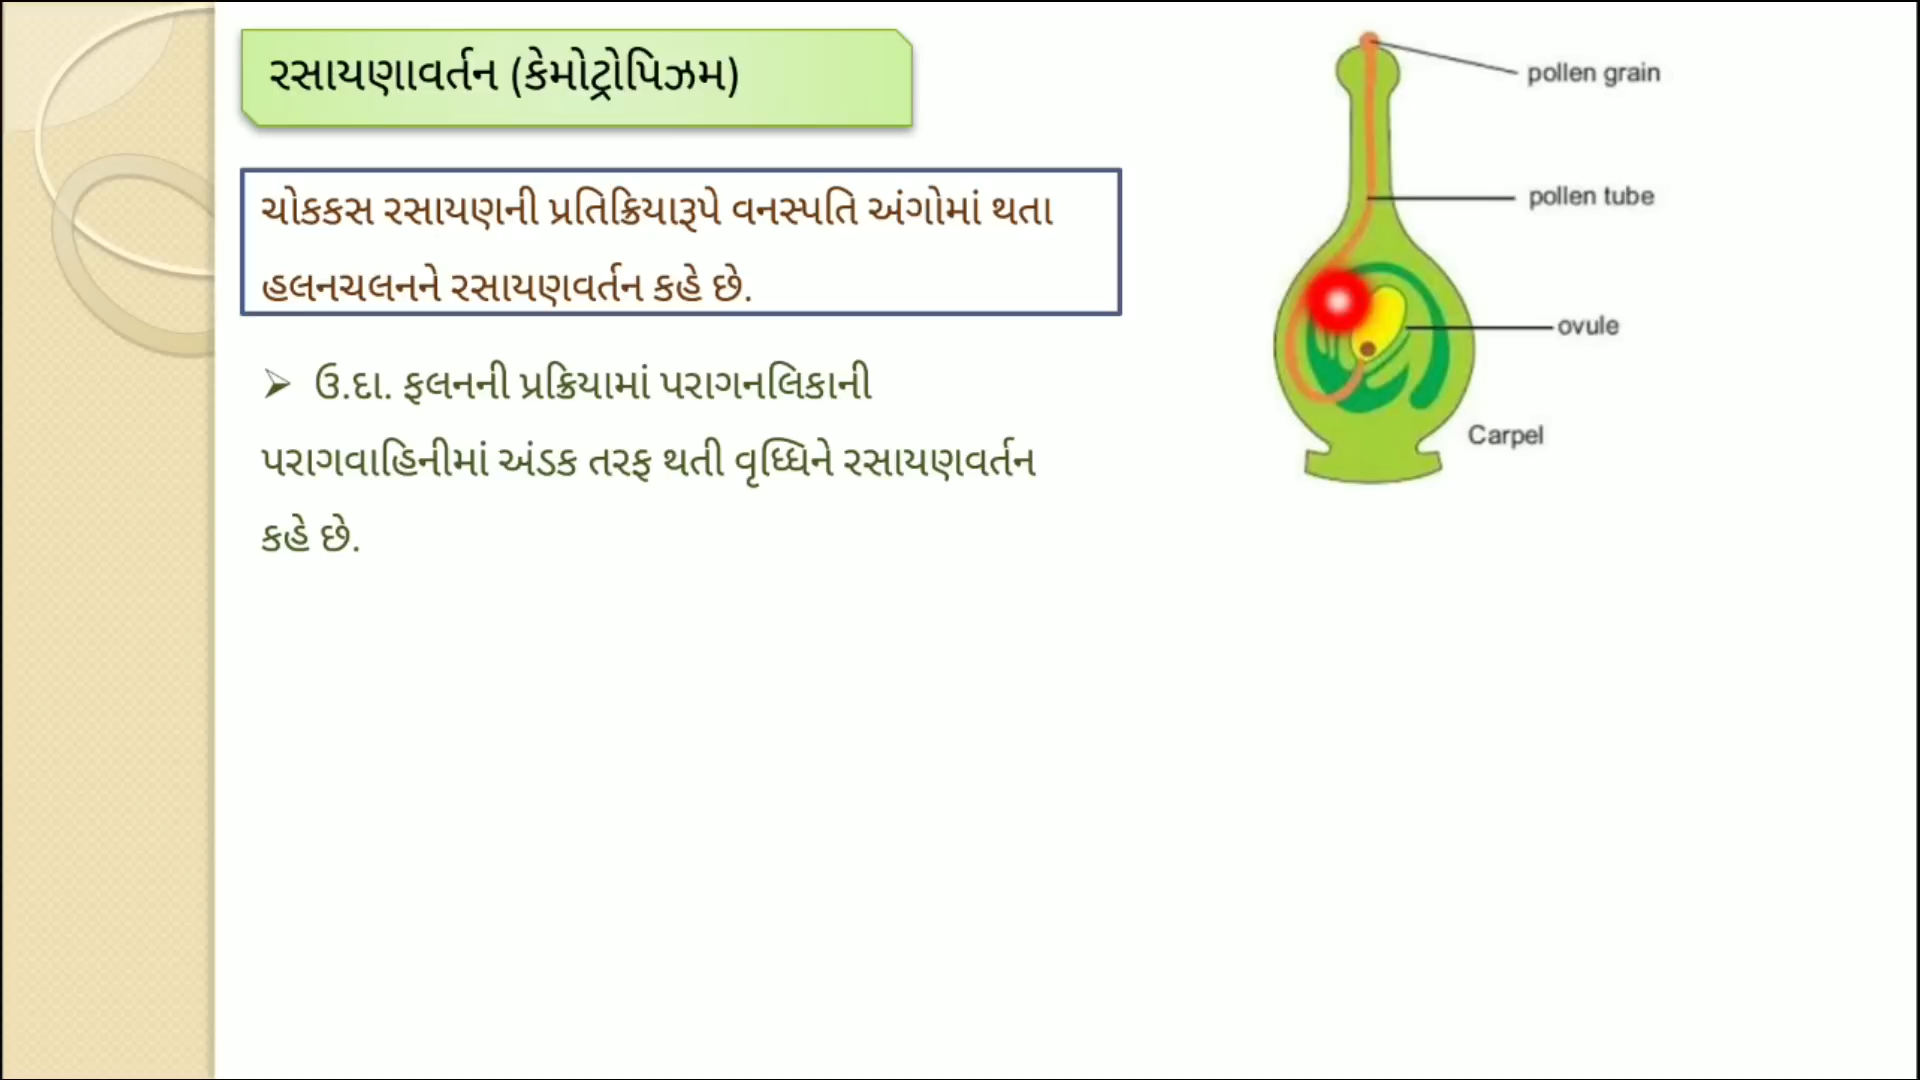 રસાયણાવર્તન (કેમોટ્રોપિઝમ)
ચોકકસ રસાયણની પ્રતિક્રિયારૂપે વનસ્પતિ અંગોમાં થતા
હલનચલનને રસાયણવર્તન કહે છે.
➢ ઉ.દા. ફલનની પ્રક્રિયામાં પરાગનલિકાની
પરાગવાહિનીમાં અંડક તરફ થતી વૃધ્ધિને રસાયણવર્તન
કહે છે.
pollen grain
pollen tube
ovule
Carpel